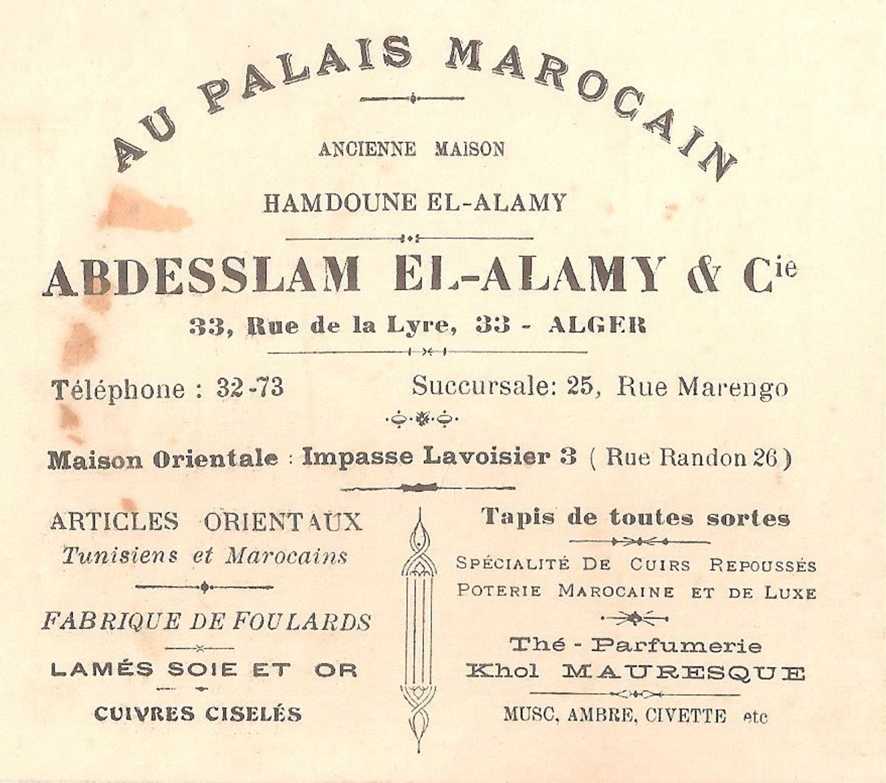 AU PALAIS MAROCAIN
ANCIENNE MAISON
HAMDOUNE EL-ALAMY
ABDESSLAM EL-ALAMY & Cie
33, Rue de la Lyre, 33 - ALGER
Téléphone : 32-73
Succursale: 25, Rue Marengo
Maison Orientale : Impasse Lavoisier 3 ( Rue Randon 26 )
ARTICLES ORIENTAUX
Tunisiens et Marocains
FABRIQUE DE FOULARDS
LAMÉS SOIE ET OR
CUIVRES CISELÉS
Tapis de toutes sortes
SPÉCIALITÉ DE CUIRS REPOUSSÉS
POTERIE MAROCAINE ET DE LUXE
Thé - Parfumerie
Khol MAURESQUE
MUSC, AMBRE, CIVETTE etc